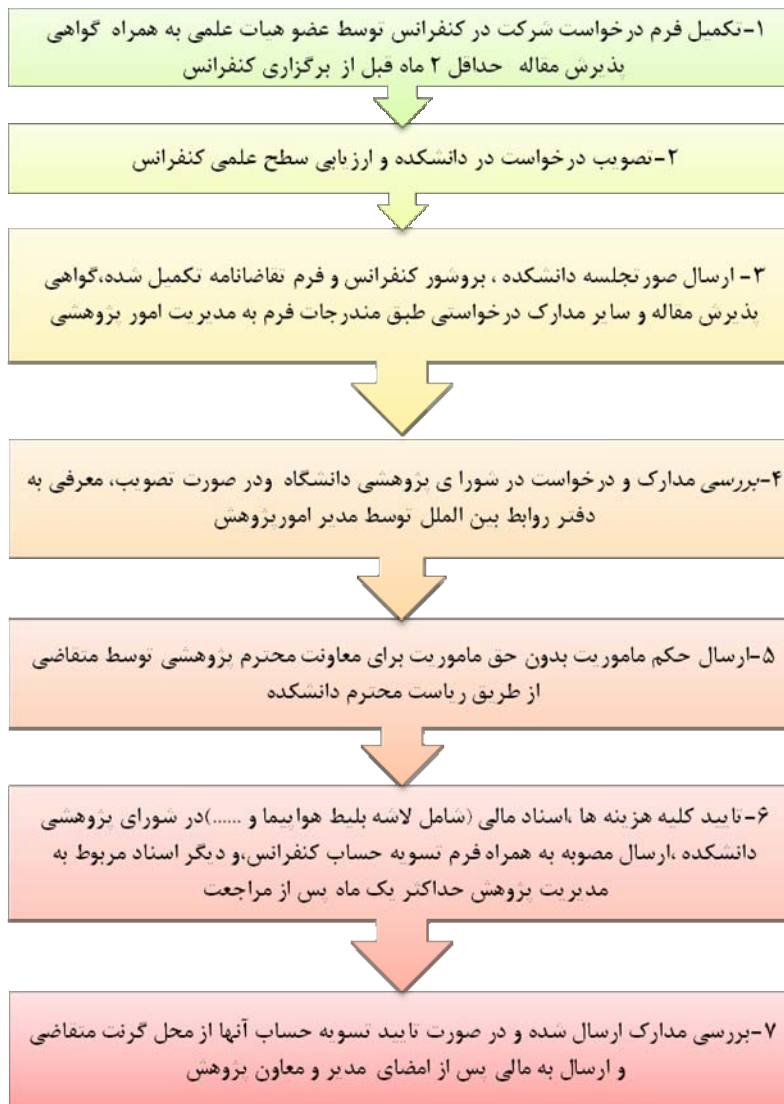 ۱-تکمیل فرم درخواست شرکت در کنفرانس توسط عضو هیات علمی به همراه گواهی
پذیرش مقاله حداقل ۲ ماه قبل از برگزاری کنفرانس
۲-تصویب درخواست در دانشکده و ارزیابی سطح علمی کنفرانس
۳- ارسال صورتجلسه دانشکده ، بروشور کنفرانس و فرم تقاضانامه تکمیل شده،گواهی
پذیرش مقاله و سایر مدارک درخواستی طبق مندرجات فرم به مدیریت امور پژوهشی
۴-بررسی مدارک و درخواست در شورا ی پژوهشی دانشگاه ودر صورت تصویب، معرفی به
دفتر روابط بین الملل توسط مدیر امورپژوهش
۵-ارسال حکم ماموریت بدون حق ماموریت برای معاونت محترم پژوهشی توسط متقاضی
از طریق ریاست محترم دانشکده
۶-تایید کلیه هزینه ها ،اسناد مالی (شامل لاشه بلیط هواپیما و ......)در شورای پژوهشی
دانشکده ،ارسال مصوبه به همراه فرم تسویه حساب کنفرانس،و دیگر اسناد مربوط به
مدیریت پژوهش حداکثر یک ماه پس از مراجعت
۷-بررسی مدارک ارسال شده و در صورت تایید تسویه حساب آنها از محل گرنت متقاضی
و ارسال به مالی پس از امضای مدیر و معاون پژوهش